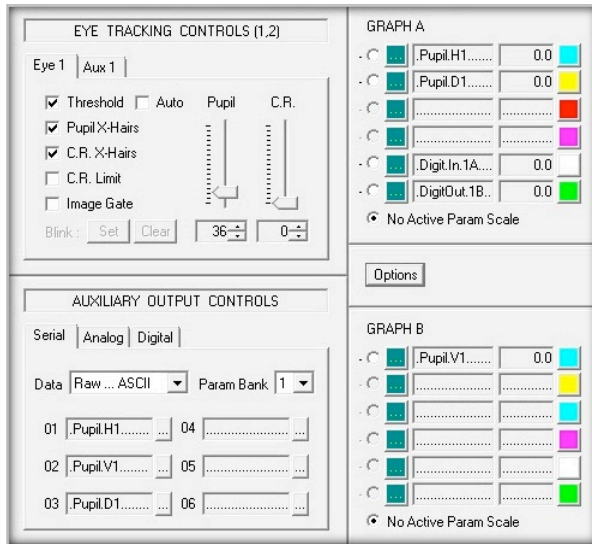 EYE TRACKING CONTROLS (1,2)
Eye 1 Aux 1
Threshold Auto Pupil C.R.
Pupil X-Hairs
C.R. X-Hairs
C.R. Limit
Image Gate
Blink : Set Clear 36 0
AUXILIARY OUTPUT CONTROLS
Serial Analog Digital
Data Raw ... ASCII Param Bank 1
01 .Pupil.H1....... ... 04 ..................... ...
02 .Pupil.V1....... ... 05 ..................... ...
03 .Pupil.D1....... ... 06 ..................... ...
GRAPH A
- ... .Pupil.H1....... 0.0
- ... .Pupil.D1....... 0.0
- ... ..................... ...........
- ... ..................... ...........
- ... .Digit.In.1A.... 0.0
- ... .DigitOut.1B.. 0.0
No Active Param Scale
Options
GRAPH B
- ... .Pupil.V1....... 0.0
- ... ..................... ...........
- ... ..................... ...........
- ... ..................... ...........
- ... ..................... ...........
- ... ..................... ...........
No Active Param Scale